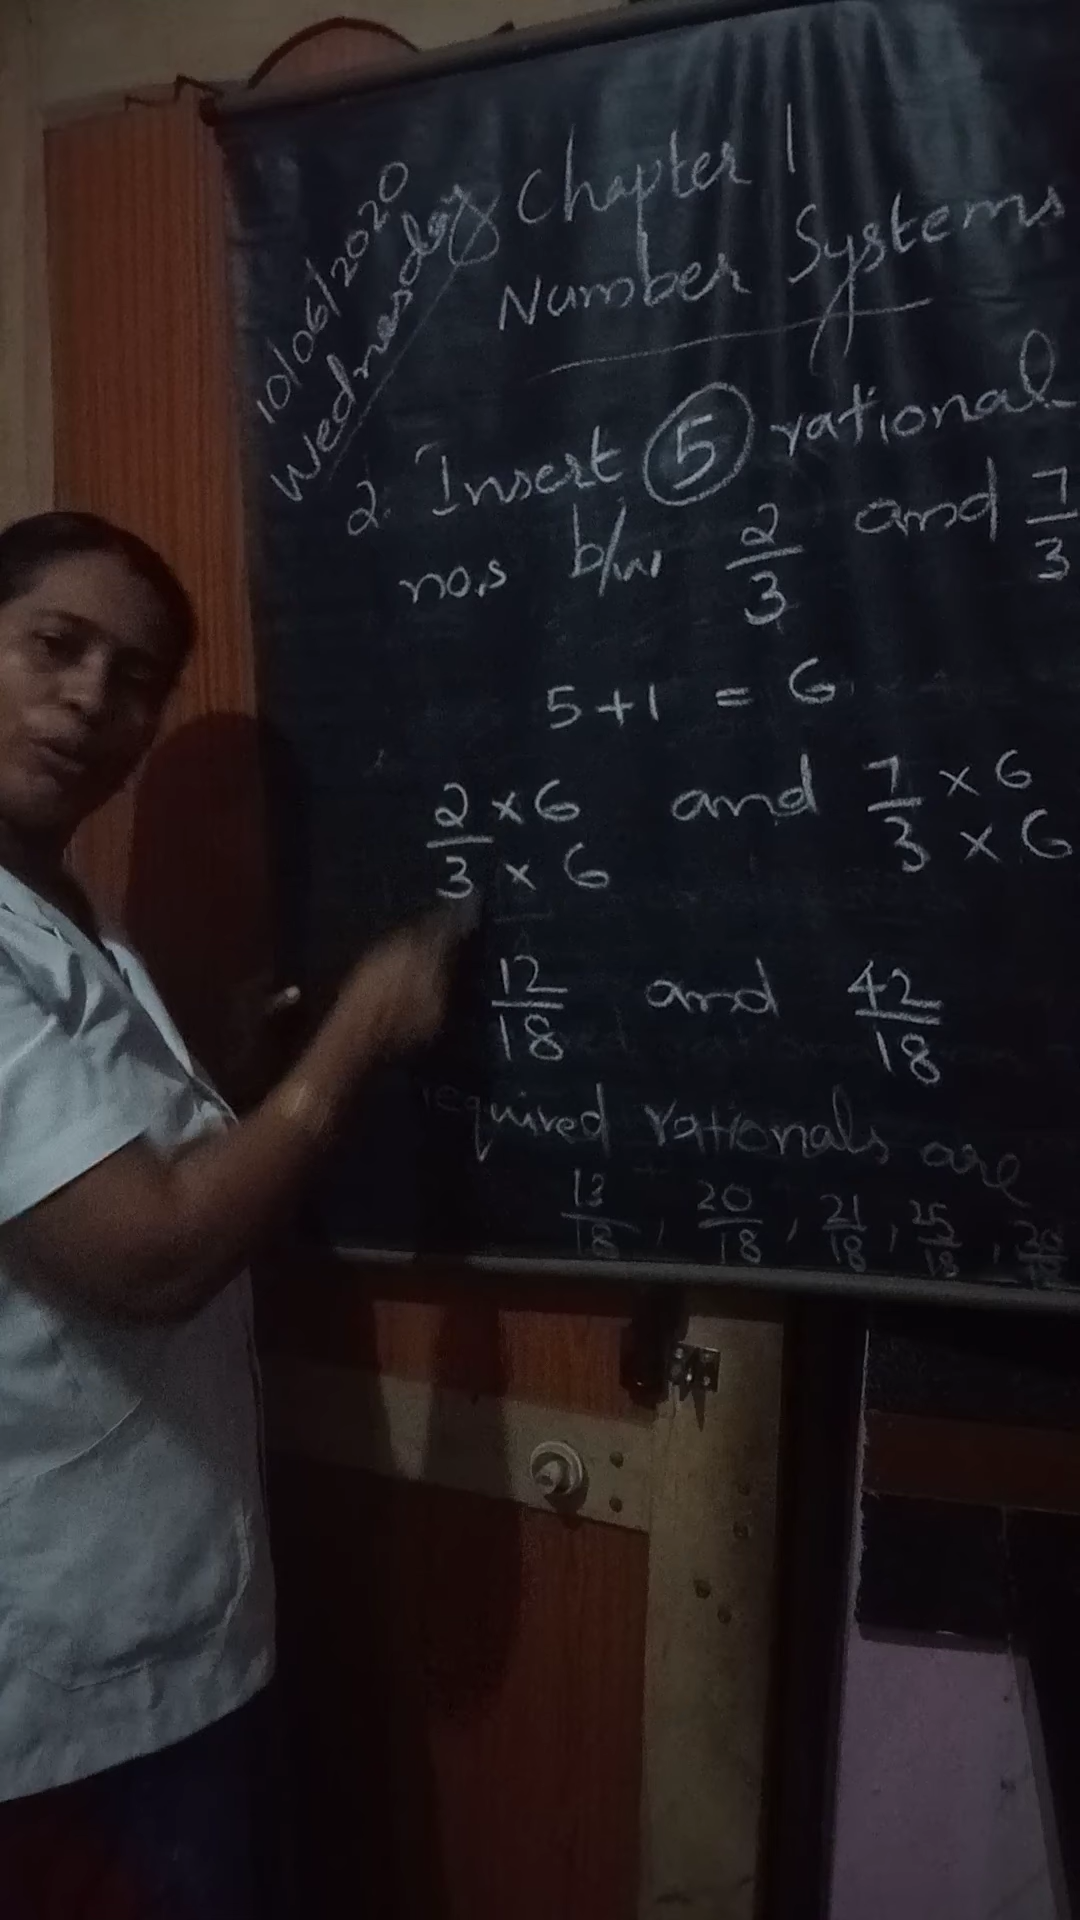 10/06/2020
Wednesday
Chapter 1
Number Systems
2. Insert 5 rational
nos b/w 2/3 and 7/3
5+1 = 6
2×6/3×6 and 7×6/3×6
12/18 and 42/18
required rationals are
13/18, 20/18, 21/18, 25/18,